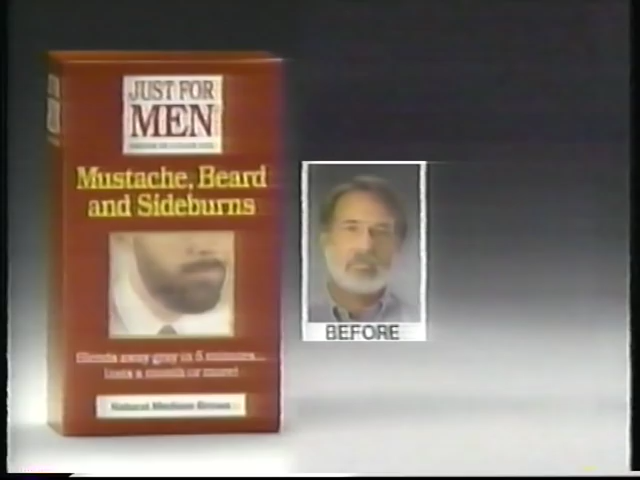 JUST FOR
MEN
Mustache, Beard
and Sideburns
Blends away gray in 5 minutes...
lasts a month or more!
Natural Medium Brown
BEFORE